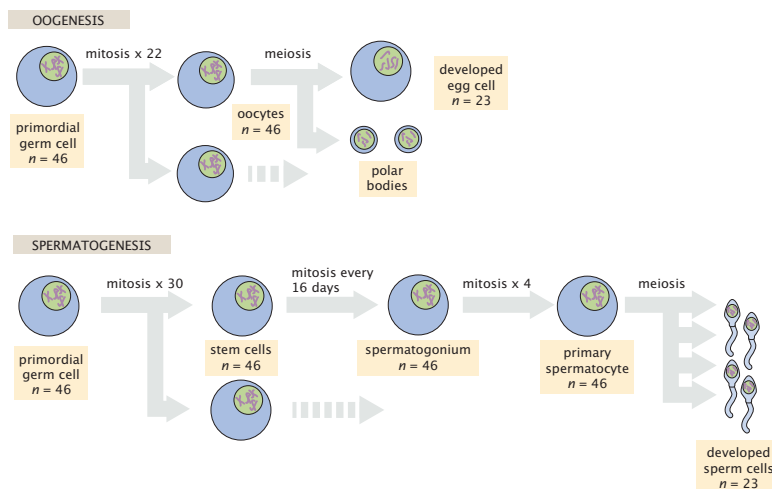 OOGENESIS
mitosis x 22
meiosis
primordial
germ cell
n = 46
oocytes
n = 46
developed
egg cell
n = 23
polar
bodies
SPERMATOGENESIS
mitosis x 30
mitosis every
16 days
mitosis x 4
meiosis
primordial
germ cell
n = 46
stem cells
n = 46
spermatogonium
n = 46
primary
spermatocyte
n = 46
developed
sperm cells
n = 23